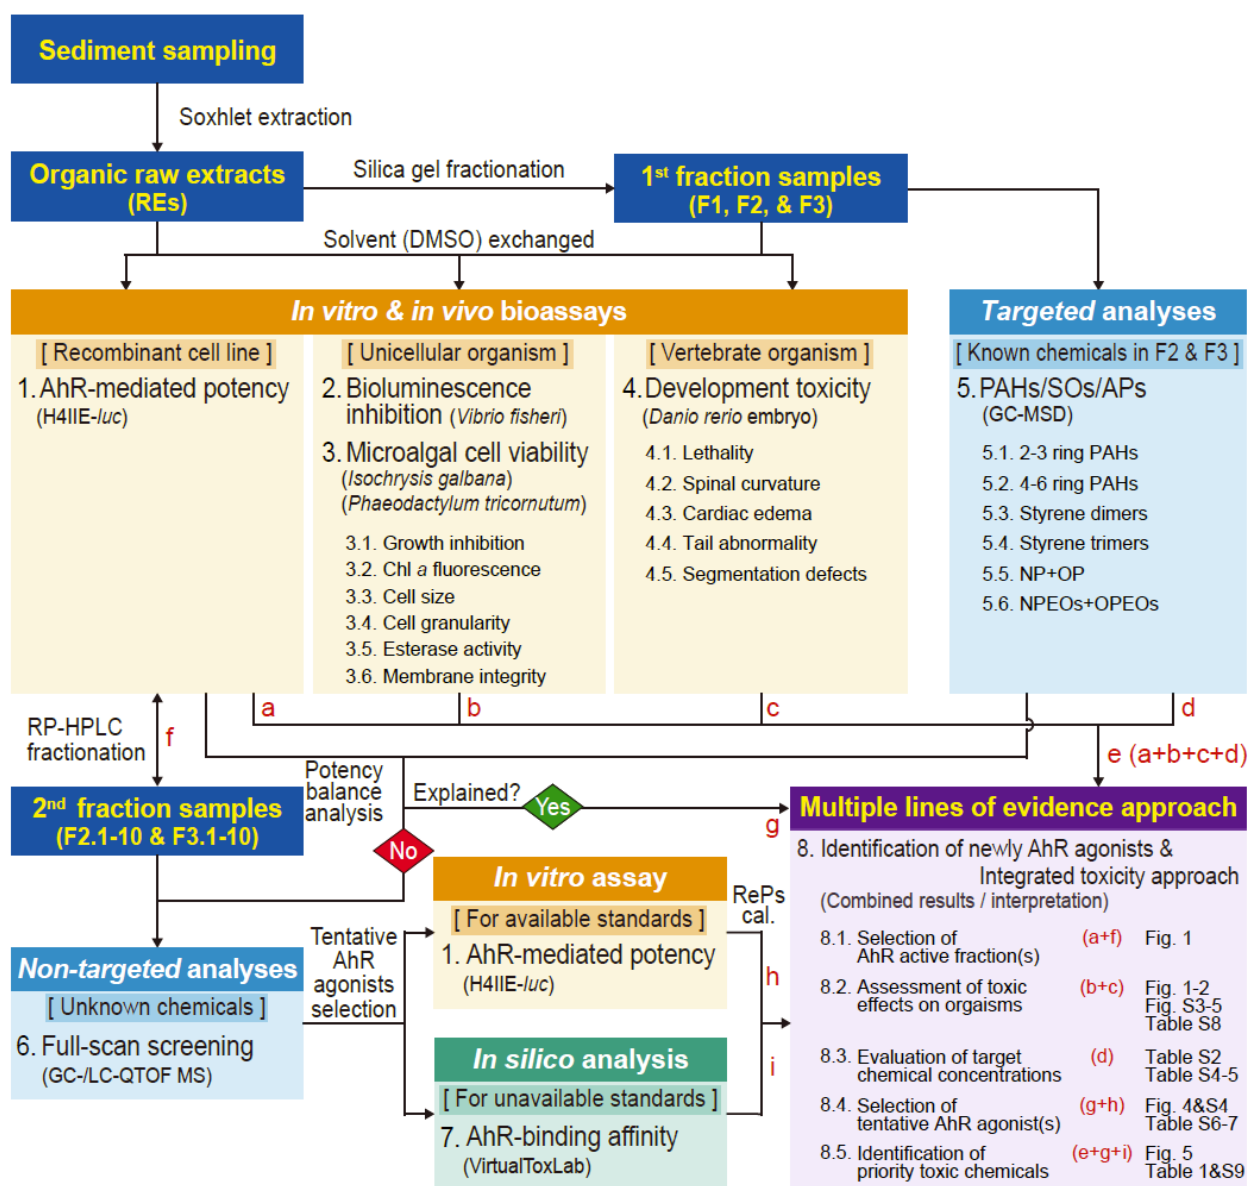 Sediment sampling
Soxhlet extraction
Organic raw extracts
(REs)
Silica gel fractionation
1st fraction samples
(F1, F2, & F3)
Solvent (DMSO) exchanged
In vitro & in vivo bioassays
[ Recombinant cell line ]
1. AhR-mediated potency
(H4IIE-luc)
[ Unicellular organism ]
2. Bioluminescence
inhibition (Vibrio fisheri)
3. Microalgal cell viability
(Isochrysis galbana)
(Phaeodactylum tricornutum)
3.1. Growth inhibition
3.2. Chl a fluorescence
3.3. Cell size
3.4. Cell granularity
3.5. Esterase activity
3.6. Membrane integrity
[ Vertebrate organism ]
4. Development toxicity
(Danio rerio embryo)
4.1. Lethality
4.2. Spinal curvature
4.3. Cardiac edema
4.4. Tail abnormality
4.5. Segmentation defects
Targeted analyses
[ Known chemicals in F2 & F3 ]
5. PAHs/SOs/APs
(GC-MSD)
5.1. 2-3 ring PAHs
5.2. 4-6 ring PAHs
5.3. Styrene dimers
5.4. Styrene trimers
5.5. NP+OP
5.6. NPEOs+OPEOs
a
b
c
d
e (a+b+c+d)
RP-HPLC
fractionation
f
2nd fraction samples
(F2.1-10 & F3.1-10)
Potency
balance
analysis
Explained?
Yes
g
No
Non-targeted analyses
[ Unknown chemicals ]
6. Full-scan screening
(GC-/LC-QTOF MS)
Tentative
AhR
agonists
selection
In vitro assay
[ For available standards ]
1. AhR-mediated potency
(H4IIE-luc)
RePs
cal.
h
In silico analysis
[ For unavailable standards ]
7. AhR-binding affinity
(VirtualToxLab)
i
Multiple lines of evidence approach
8. Identification of newly AhR agonists &
Integrated toxicity approach
(Combined results / interpretation)
8.1. Selection of (a+f) Fig. 1
AhR active fraction(s)
8.2. Assessment of toxic (b+c) Fig. 1-2
effects on orgaisms Fig. S3-5
Table S8
8.3. Evaluation of target (d) Table S2
chemical concentrations Table S4-5
8.4. Selection of (g+h) Fig. 4&S4
tentative AhR agonist(s) Table S6-7
8.5. Identification of (e+g+i) Fig. 5
priority toxic chemicals Table 1&S9